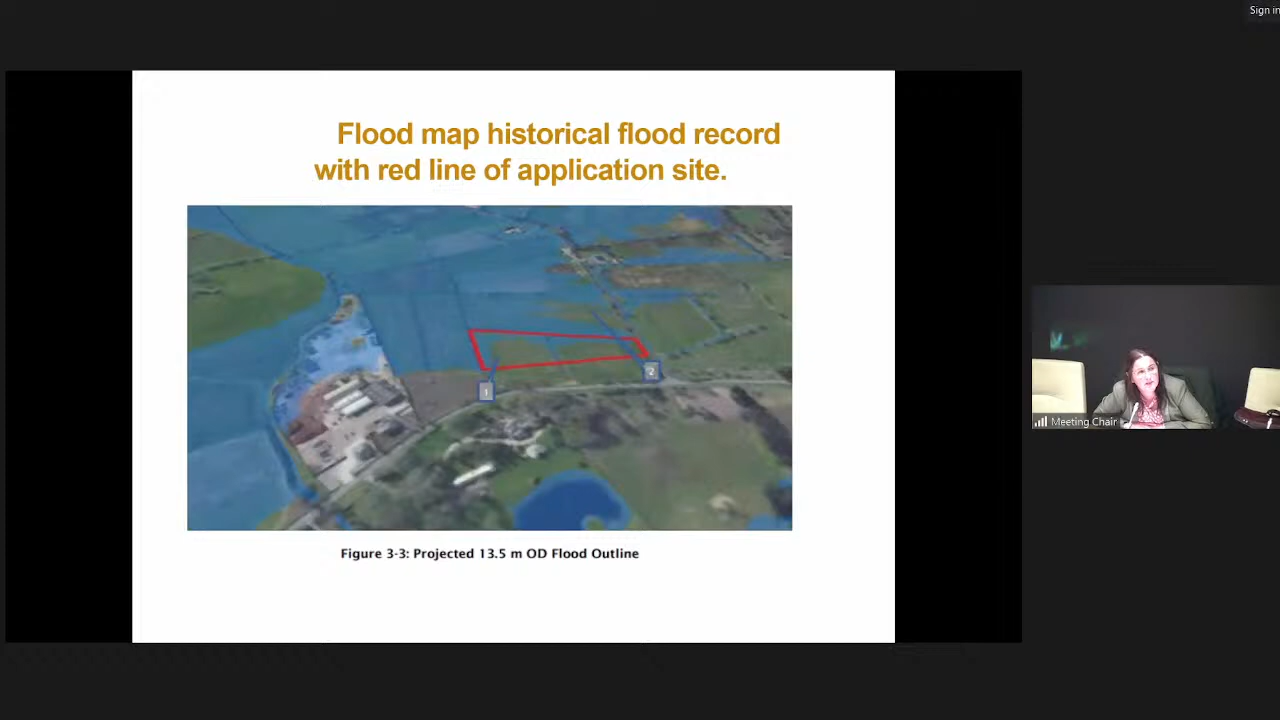 Sign in
Flood map historical flood record
with red line of application site.
1
2
Figure 3-3: Projected 13.5 m OD Flood Outline
Meeting Chair